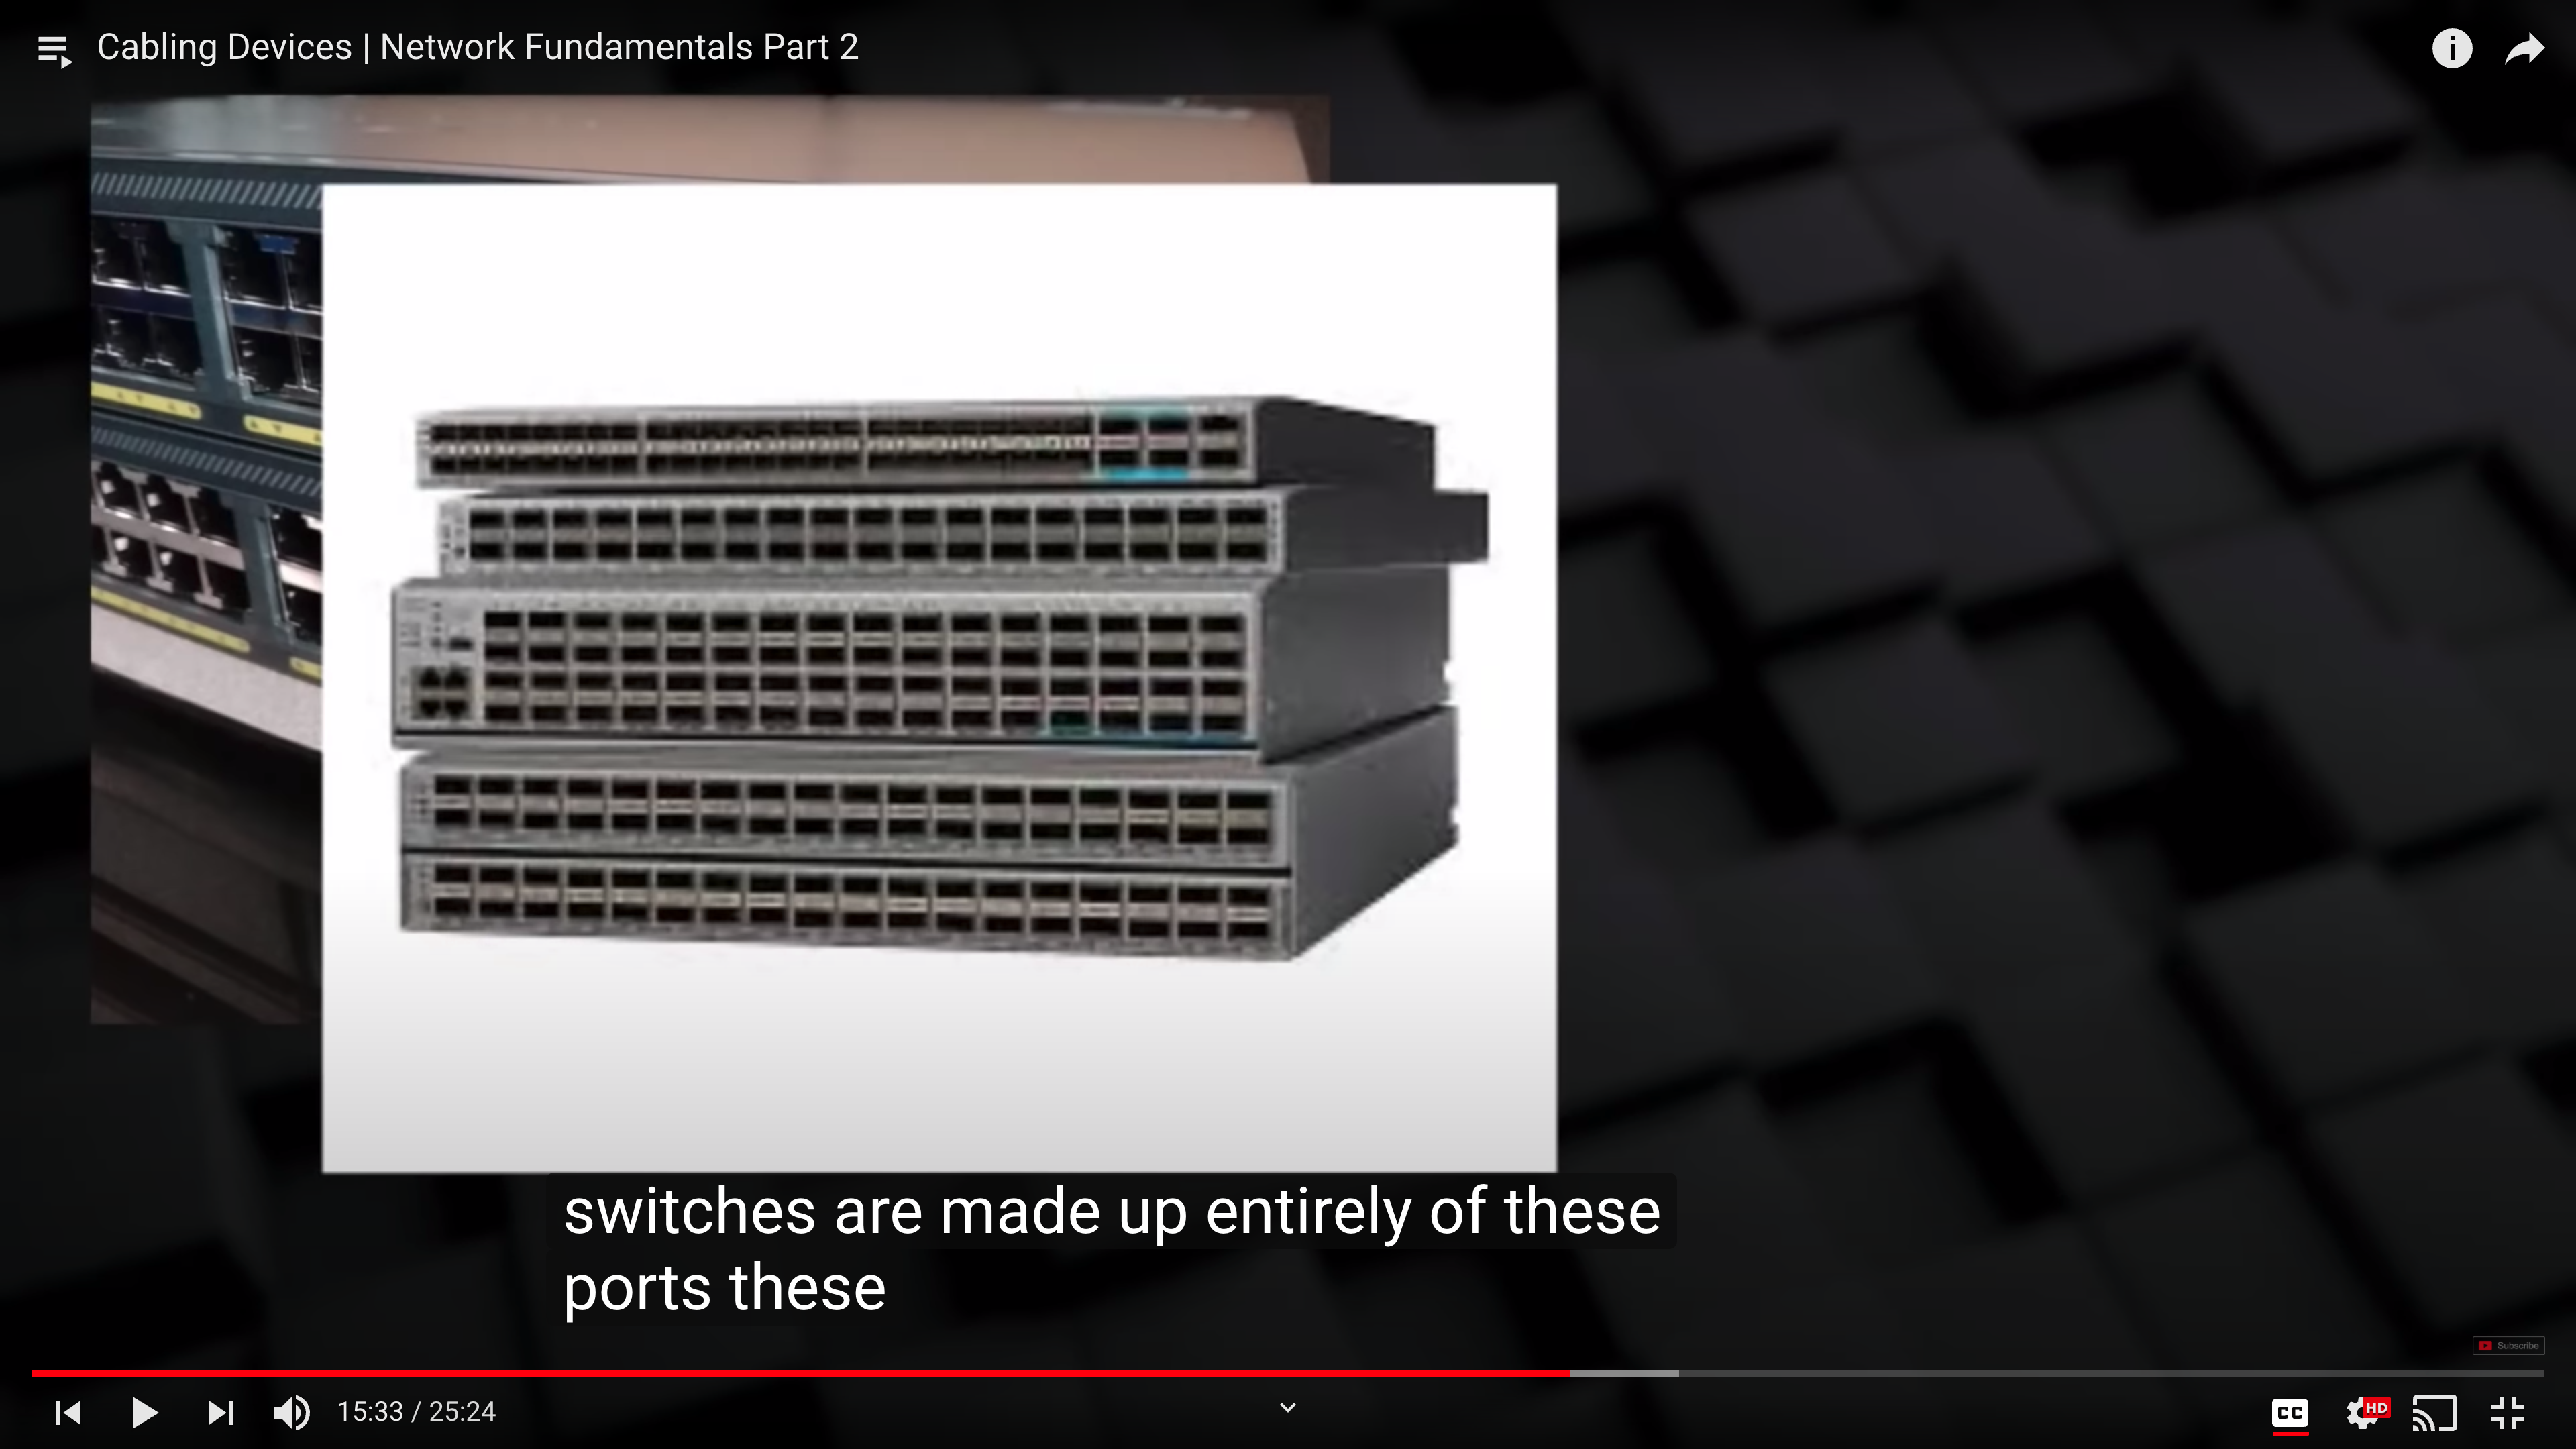 Cabling Devices | Network Fundamentals Part 2
switches are made up entirely of these
ports these
Subscribe
15:33 / 25:24
CC
HD